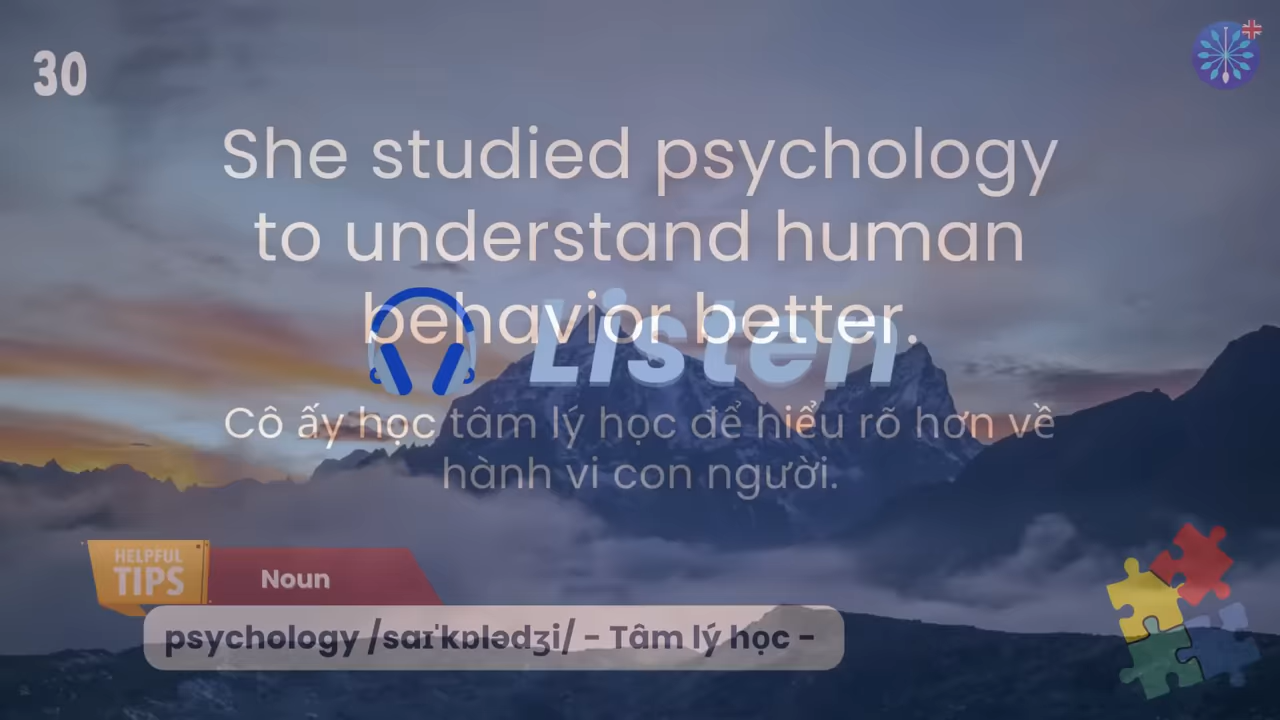 30
She studied psychology
to understand human
behavior better.
Listen
Cô ấy học tâm lý học để hiểu rõ hơn về
hành vi con người.
HELPFUL
TIPS
Noun
psychology /saɪˈkɒlədʒi/ - Tâm lý học -